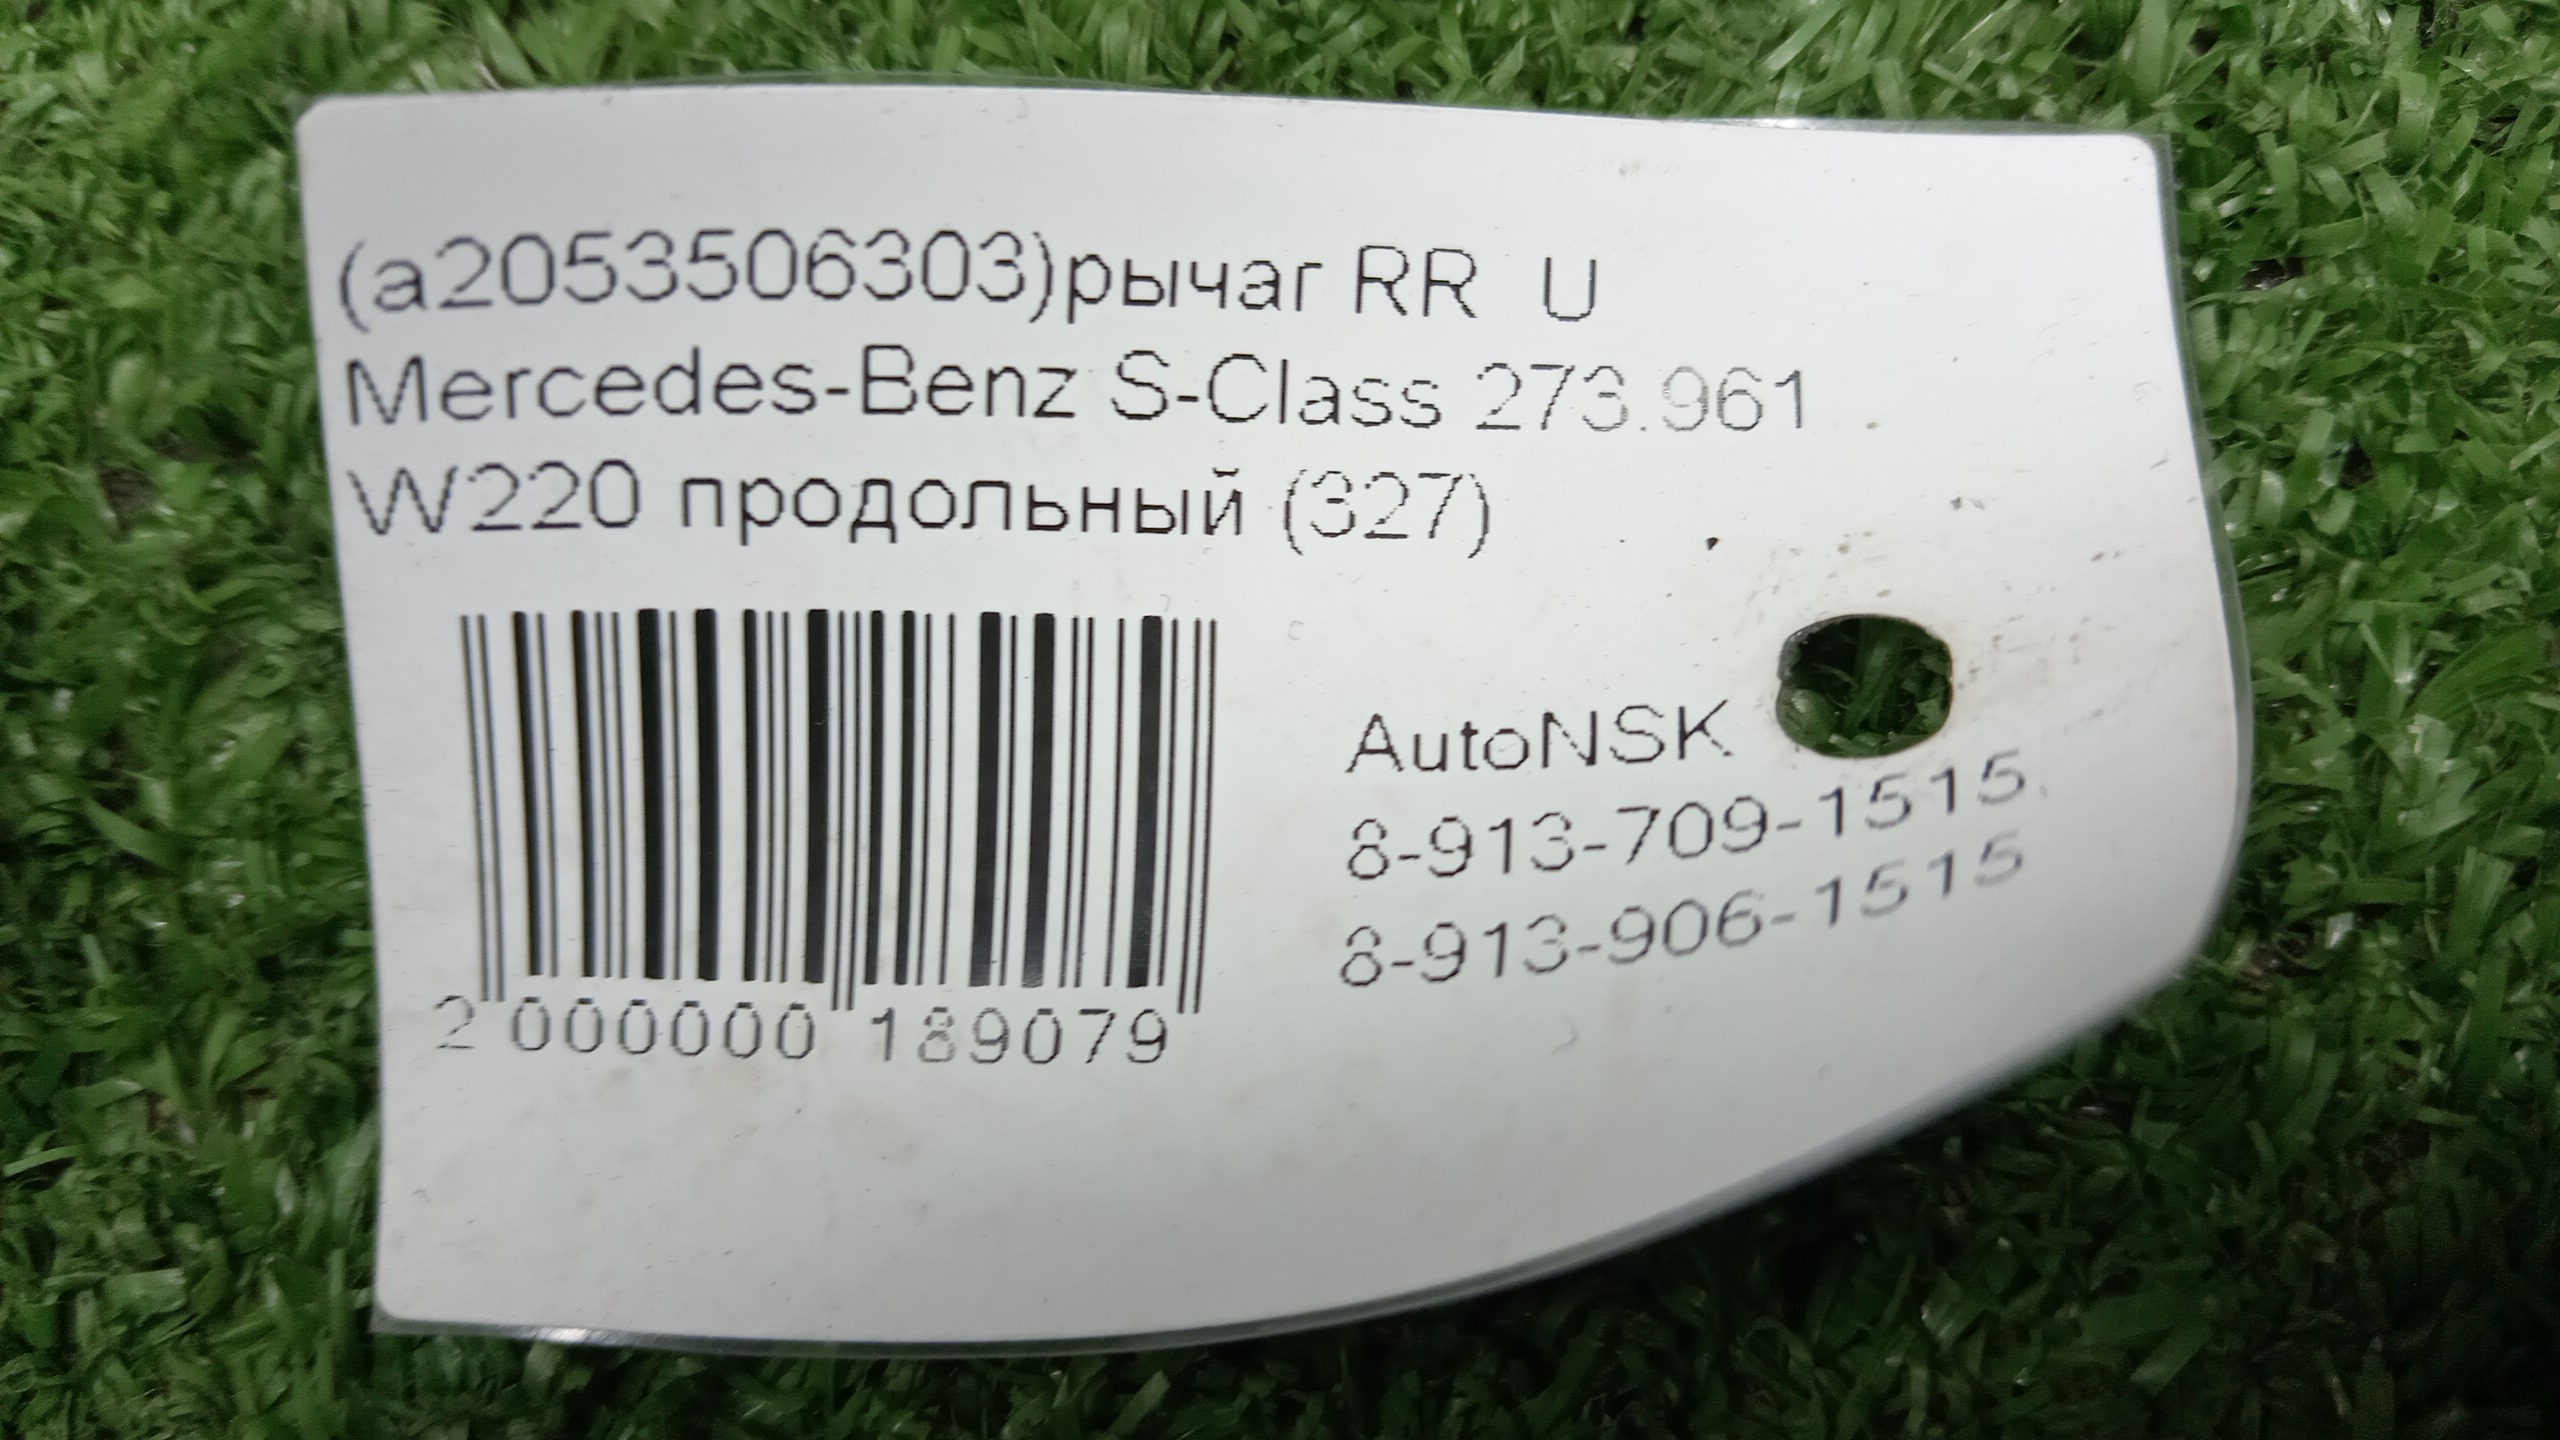 (a2053506303)рычаг RR U
Mercedes-Benz S-Class 273.961
W220 продольный (327)
AutoNSK
8-913-709-1515,
8-913-906-1515
2 000000 189079